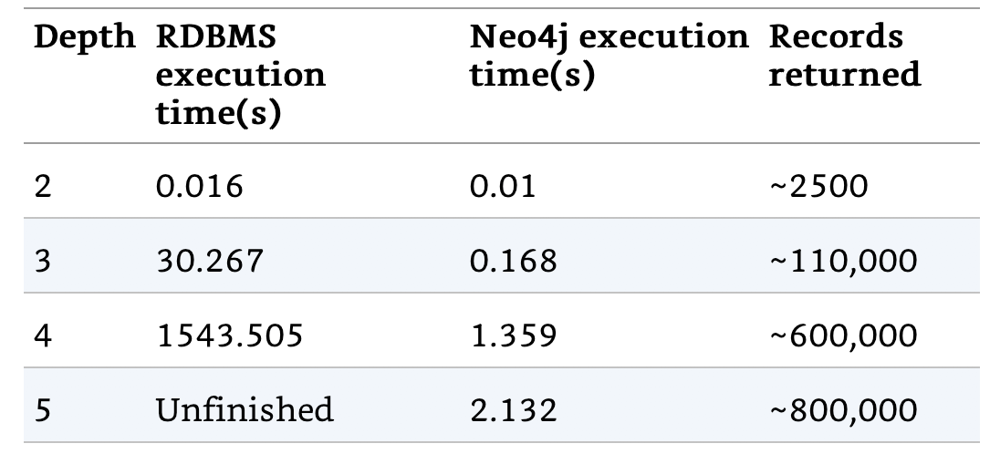 Depth RDBMS execution time(s) Neo4j execution time(s) Records returned
2 0.016 0.01 ~2500
3 30.267 0.168 ~110,000
4 1543.505 1.359 ~600,000
5 Unfinished 2.132 ~800,000